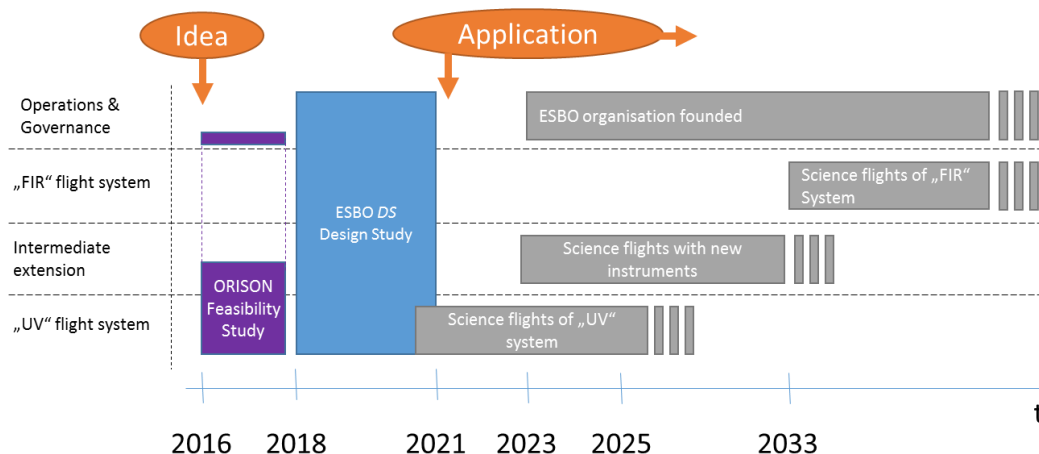 Idea
Application
Operations &
Governance
ESBO organisation founded
„FIR“ flight system
Science flights of „FIR“
System
ESBO DS
Design Study
Intermediate
extension
Science flights with new
instruments
ORISON
Feasibility
Study
„UV“ flight system
Science flights of „UV“
system
t
2016
2018
2021
2023
2025
2033